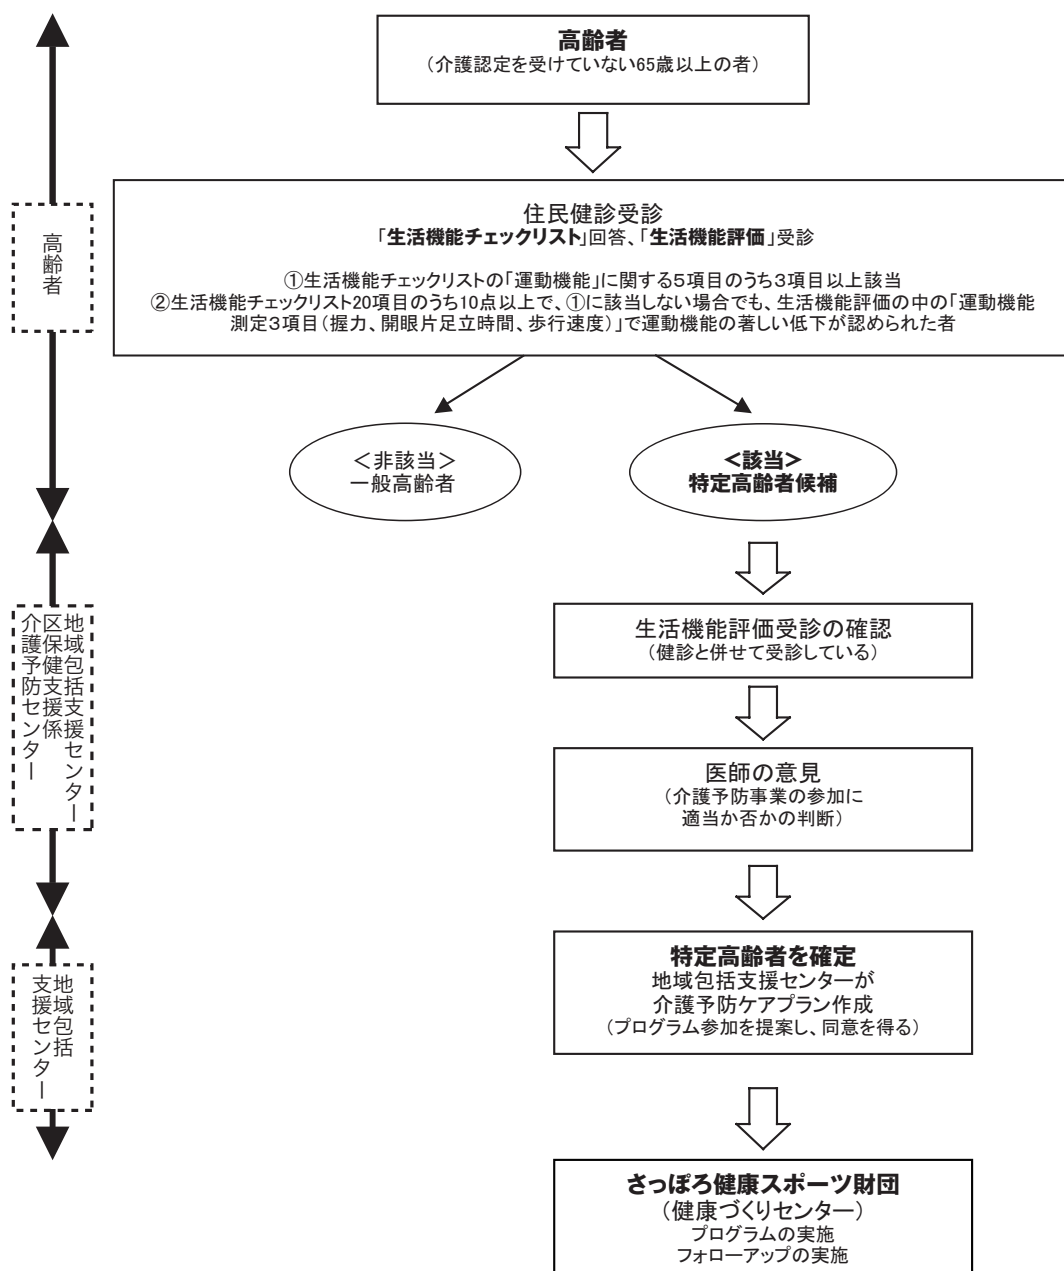 高齢者
（介護認定を受けていない65歳以上の者）
住民健診受診
「生活機能チェックリスト」回答、「生活機能評価」受診
①生活機能チェックリストの「運動機能」に関する５項目のうち３項目以上該当
②生活機能チェックリスト20項目のうち10点以上で、①に該当しない場合でも、生活機能評価の中の「運動機能
測定３項目（握力、開眼片足立時間、歩行速度）」で運動機能の著しい低下が認められた者
高齢者
＜非該当＞
一般高齢者
＜該当＞
特定高齢者候補
地域包括支援センター
区保健支援係
介護予防センター
生活機能評価受診の確認
（健診と併せて受診している）
医師の意見
（介護予防事業の参加に
適当か否かの判断）
地域包括
支援センター
特定高齢者を確定
地域包括支援センターが
介護予防ケアプラン作成
（プログラム参加を提案し、同意を得る）
さっぽろ健康スポーツ財団
（健康づくりセンター）
プログラムの実施
フォローアップの実施